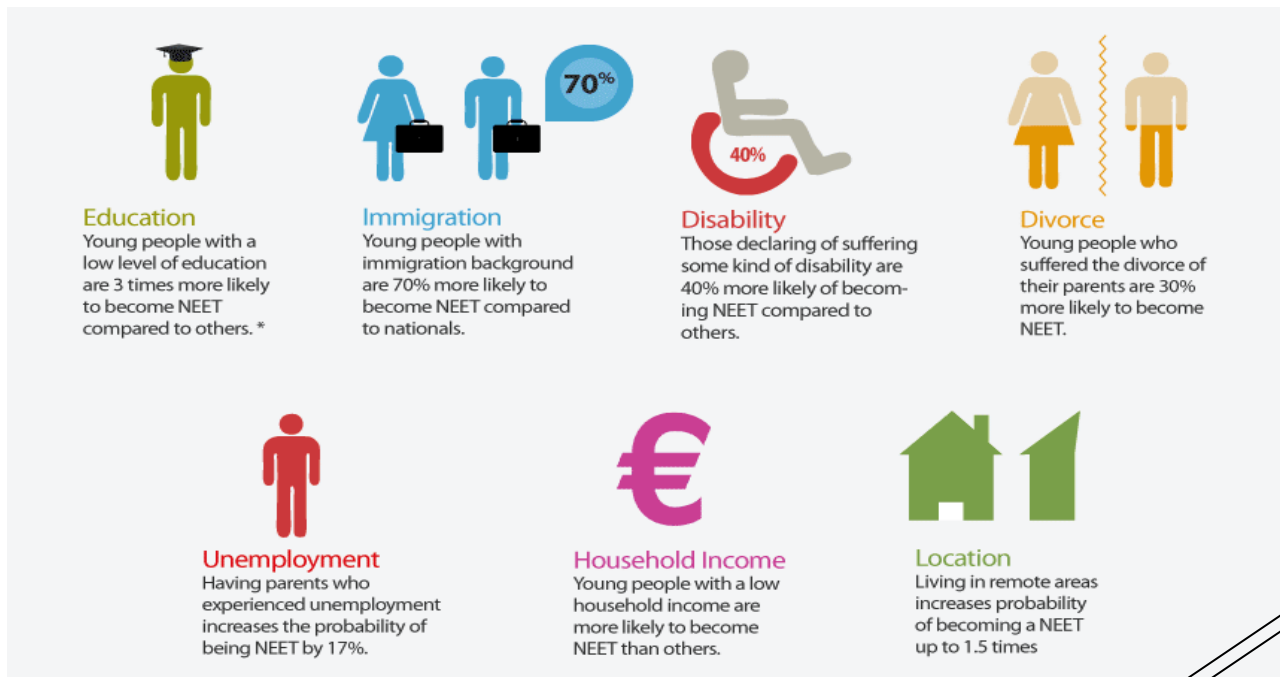 70%
40%
Education
Young people with a
low level of education
are 3 times more likely
to become NEET
compared to others. *
Immigration
Young people with
immigration background
are 70% more likely to
become NEET compared
to nationals.
Disability
Those declaring of suffering
some kind of disability are
40% more likely of becom-
ing NEET compared to
others.
Divorce
Young people who
suffered the divorce of
their parents are 30%
more likely to become
NEET.
Unemployment
Having parents who
experienced unemployment
increases the probability of
being NEET by 17%.
€
Household Income
Young people with a low
household income are
more likely to become
NEET than others.
Location
Living in remote areas
increases probability
of becoming a NEET
up to 1.5 times